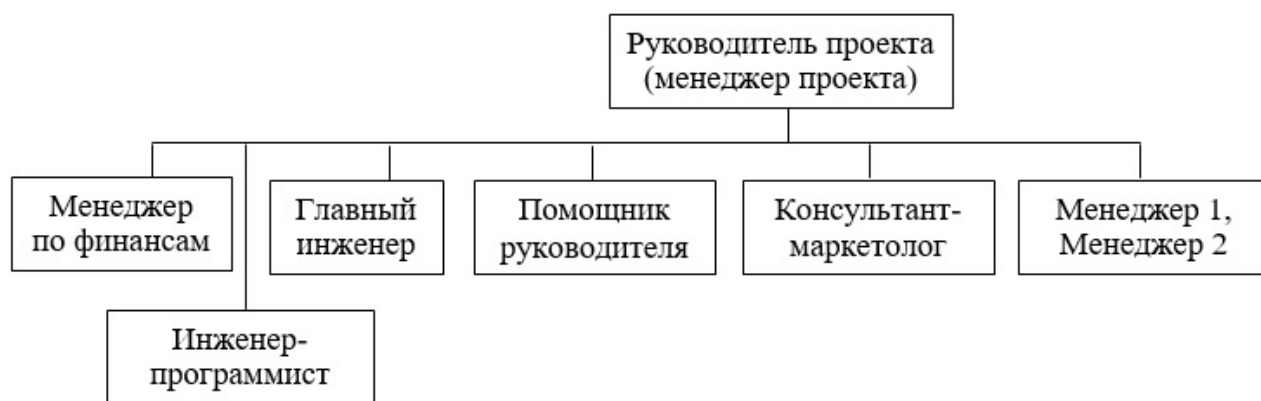 Руководитель проекта
(менеджер проекта)
Менеджер
по финансам
Главный
инженер
Помощник
руководителя
Консультант-
маркетолог
Менеджер 1,
Менеджер 2
Инженер-
программист